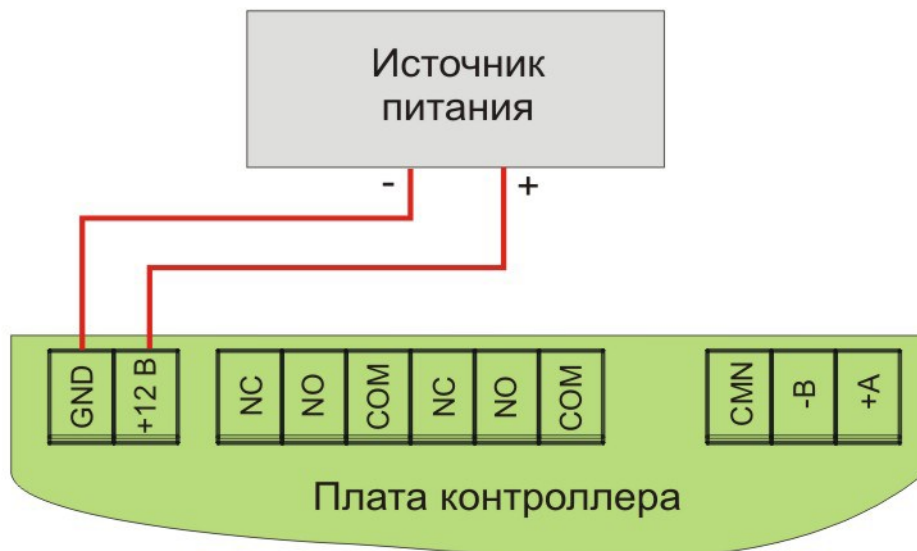 Источник
питания
- +
GND +12 В NC NO COM NC NO COM CMN -B +A
Плата контроллера